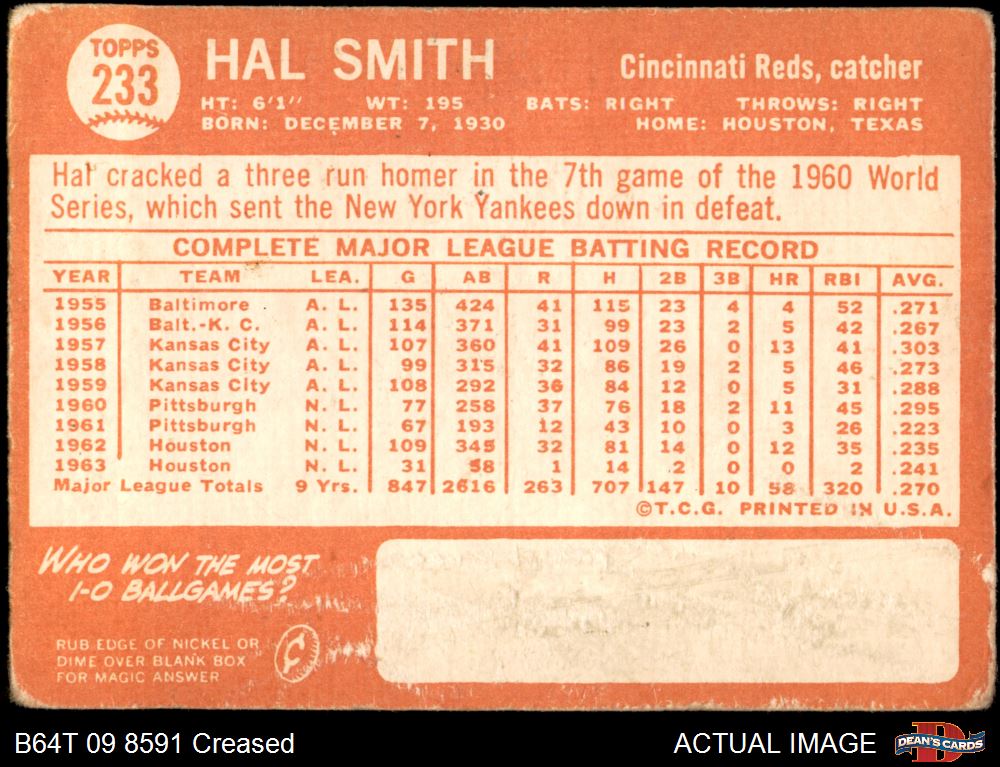 TOPPS
233
HAL SMITH
Cincinnati Reds, catcher
HT: 6'1" WT: 195 BATS: RIGHT THROWS: RIGHT
BORN: DECEMBER 7, 1930 HOME: HOUSTON, TEXAS
Hal cracked a three run homer in the 7th game of the 1960 World
Series, which sent the New York Yankees down in defeat.
COMPLETE MAJOR LEAGUE BATTING RECORD
YEAR TEAM LEA. G AB R H 2B 3B HR RBI AVG.
1955 Baltimore A. L. 135 424 41 115 23 4 4 52 .271
1956 Balt.-K. C. A. L. 114 371 31 99 23 2 5 42 .267
1957 Kansas City A. L. 107 360 41 109 26 0 13 41 .303
1958 Kansas City A. L. 99 315 32 86 19 2 5 46 .273
1959 Kansas City A. L. 108 292 36 84 12 0 5 31 .288
1960 Pittsburgh N. L. 77 258 37 76 18 2 11 45 .295
1961 Pittsburgh N. L. 67 193 12 43 10 0 3 26 .223
1962 Houston N. L. 109 345 32 81 14 0 12 35 .235
1963 Houston N. L. 31 58 1 14 2 0 0 2 .241
Major League Totals 9 Yrs. 847 2616 263 707 147 10 58 320 .270
©T.C.G. PRINTED IN U.S.A.
WHO WON THE MOST
1-0 BALLGAMES?
RUB EDGE OF NICKEL OR
DIME OVER BLANK BOX
FOR MAGIC ANSWER
B64T 09 8591 Creased
ACTUAL IMAGE
DEAN'S CARDS